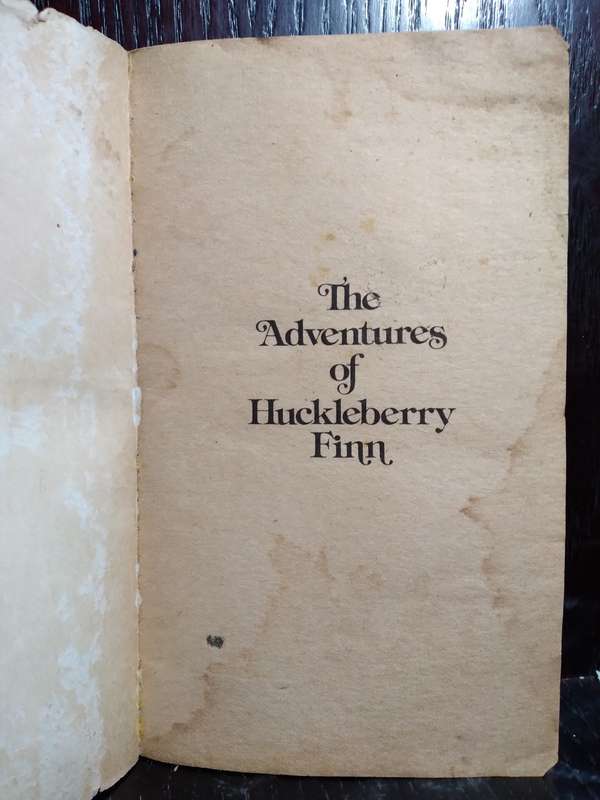 The
Adventures
of
Huckleberry
Finn